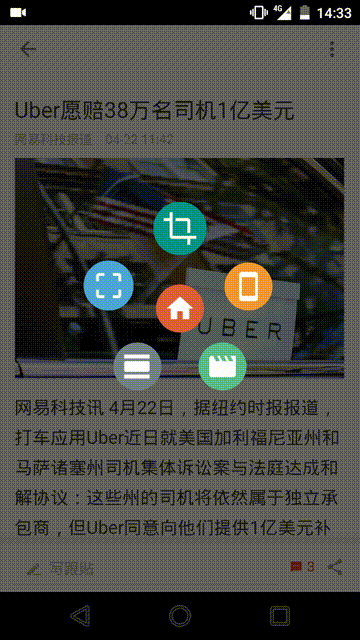 4G 14:33
Uber愿赔38万名司机1亿美元
网易科技报道 04-22 11:42
UBER
网易科技讯 4月22日，据纽约时报报道，
打车应用Uber近日就美国加利福尼亚州和
马萨诸塞州司机集体诉讼案与法庭达成和
解协议：这些州的司机将依然属于独立承
包商，但Uber同意向他们提供1亿美元补
写跟贴 3